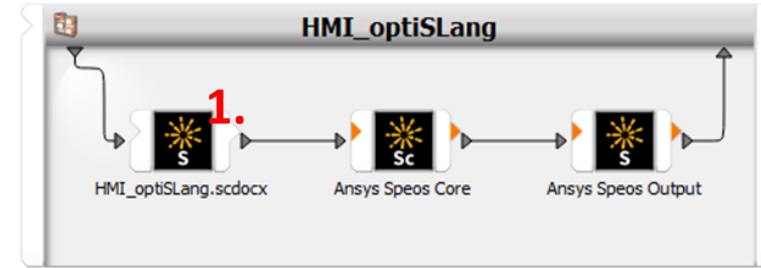 HMI_optiSLang
1.
S
Sc
S
HMI_optiSLang.scdocx
Ansys Speos Core
Ansys Speos Output